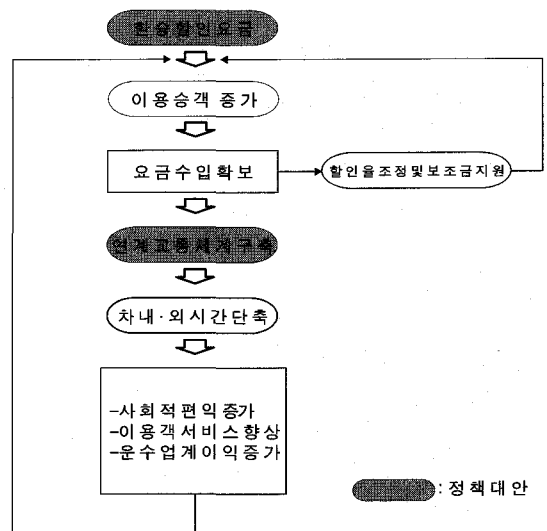 환승할인요금
이용승객 증가
요금수입확보
할인율조정및보조금지원
연계교통체계구축
차내·외시간단축
-사회적편익증가
-이용객서비스향상
-운수업계이익증가
: 정책대안